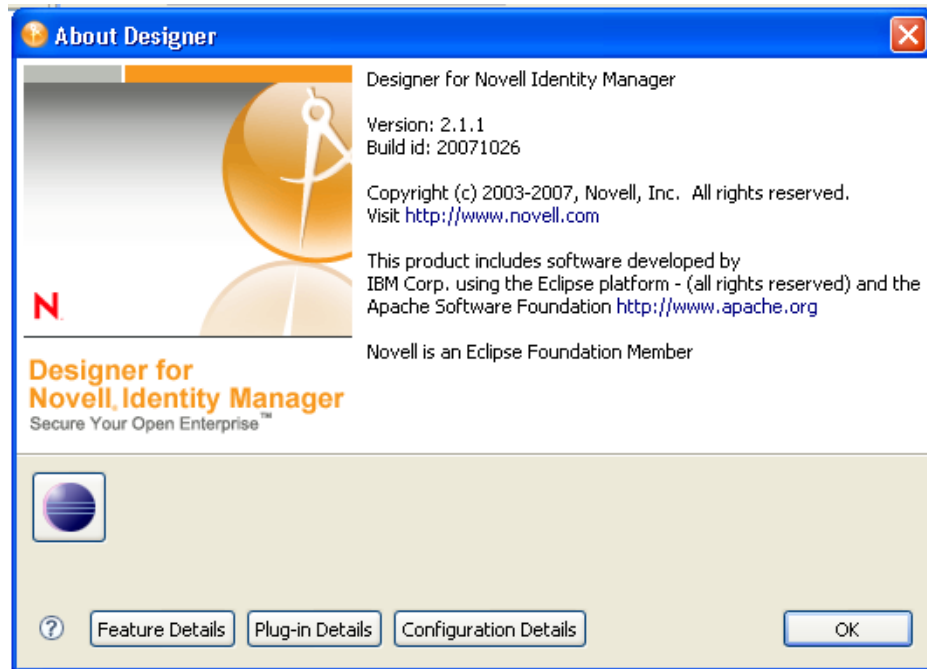 About Designer
Designer for Novell Identity Manager
Version: 2.1.1
Build id: 20071026
Copyright (c) 2003-2007, Novell, Inc.  All rights reserved.
Visit http://www.novell.com
This product includes software developed by
IBM Corp. using the Eclipse platform - (all rights reserved) and the
Apache Software Foundation http://www.apache.org
Novell is an Eclipse Foundation Member
N
Designer for
Novell® Identity Manager
Secure Your Open Enterprise™
? Feature Details Plug-in Details Configuration Details OK